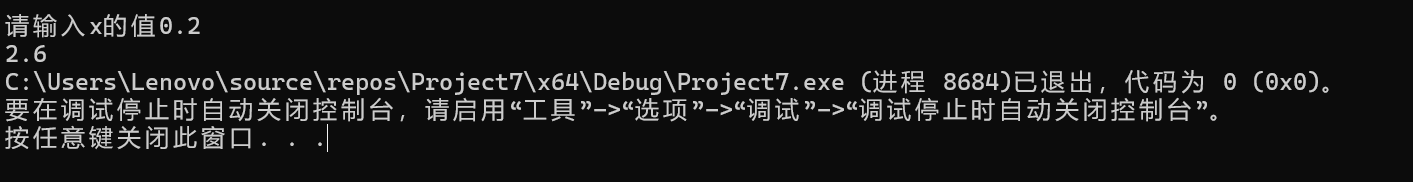 请输入x的值0.2
2.6
C:\Users\Lenovo\source\repos\Project7\x64\Debug\Project7.exe (进程 8684)已退出，代码为 0 (0x0)。
要在调试停止时自动关闭控制台，请启用“工具”->“选项”->“调试”->“调试停止时自动关闭控制台”。
按任意键关闭此窗口. . .